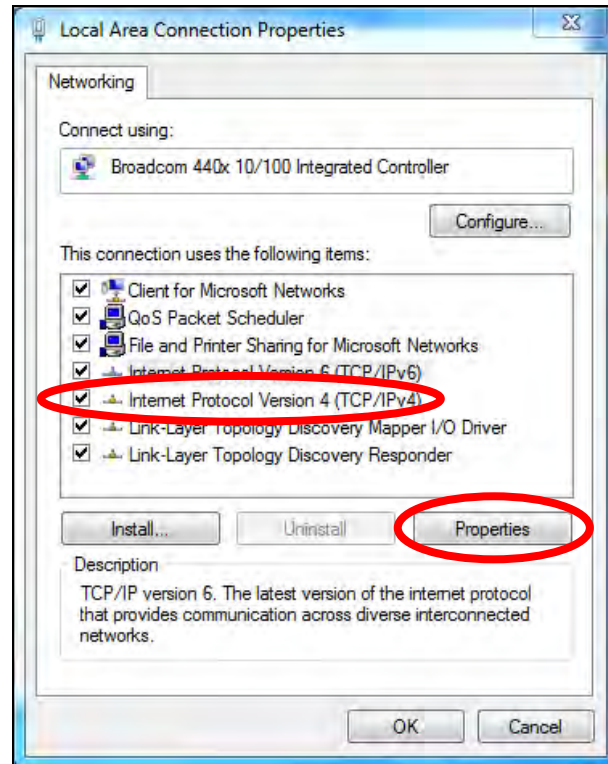 Local Area Connection Properties
Networking
Connect using:
Broadcom 440x 10/100 Integrated Controller
Configure...
This connection uses the following items:
Client for Microsoft Networks
QoS Packet Scheduler
File and Printer Sharing for Microsoft Networks
Internet Protocol Version 6 (TCP/IPv6)
Internet Protocol Version 4 (TCP/IPv4)
Link-Layer Topology Discovery Mapper I/O Driver
Link-Layer Topology Discovery Responder
Install...
Uninstall
Properties
Description
TCP/IP version 6. The latest version of the internet protocol
that provides communication across diverse interconnected
networks.
OK
Cancel